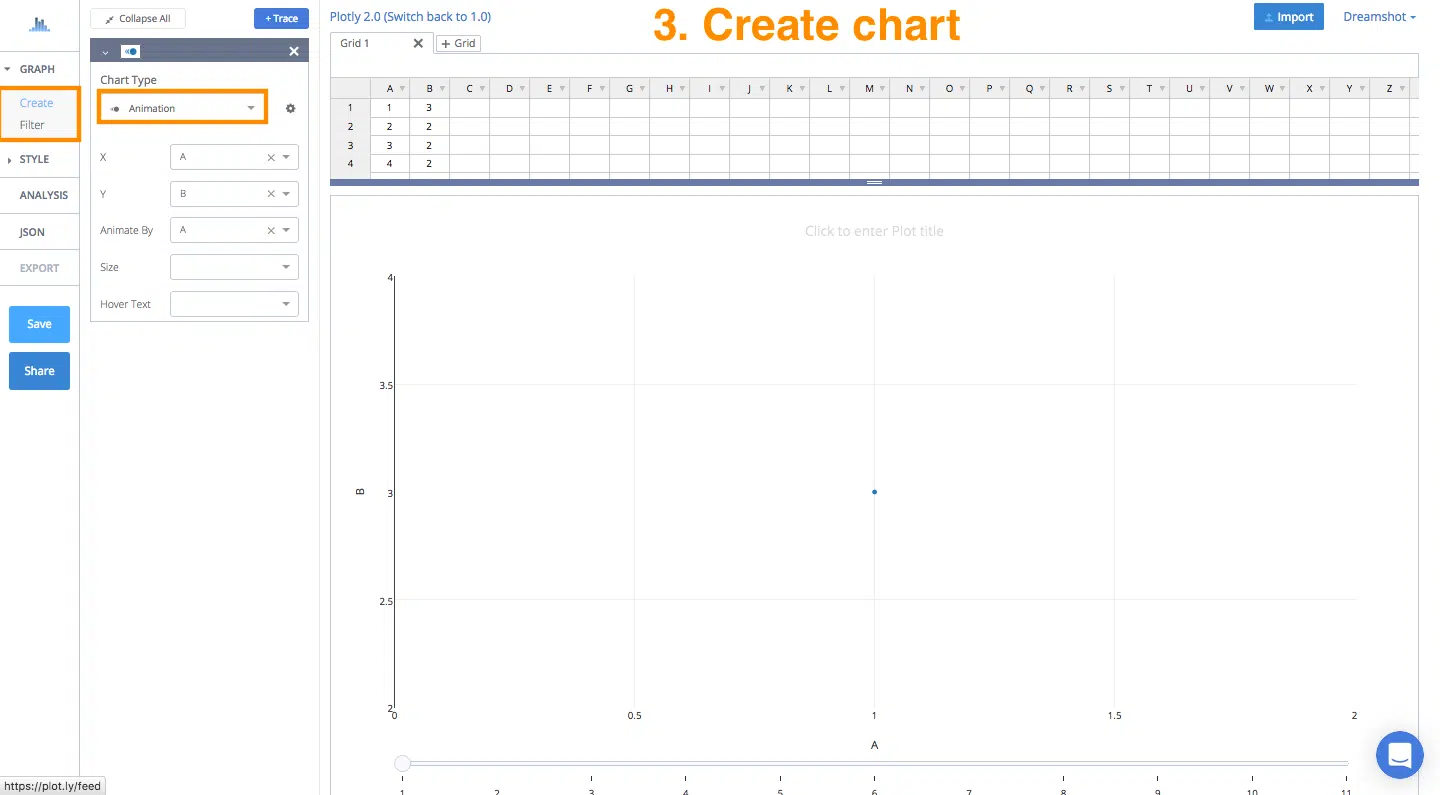 3. Create chart
Collapse All
+ Trace
Plotly 2.0 (Switch back to 1.0)
Import
Dreamshot
Grid 1
+ Grid
GRAPH
Create
Filter
STYLE
ANALYSIS
JSON
EXPORT
Save
Share
Chart Type
Animation
X A
Y B
Animate By A
Size
Hover Text
A B C D E F G H I J K L M N O P Q R S T U V W X Y Z
1 1 3
2 2 2
3 3 2
4 4 2
Click to enter Plot title
4
3.5
3
2.5
2
B
0 0.5 1 1.5 2
A
1 2 3 4 5 6 7 8 9 10 11
https://plot.ly/feed